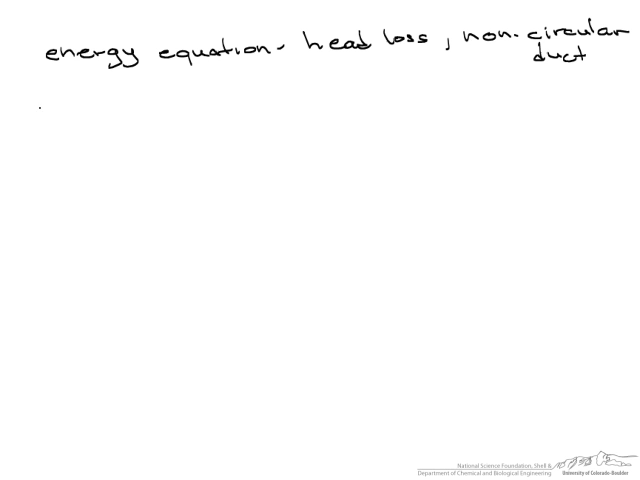 energy equation - head loss, non-circular
duct
National Science Foundation, Shell &
Department of Chemical and Biological Engineering
University of Colorado-Boulder